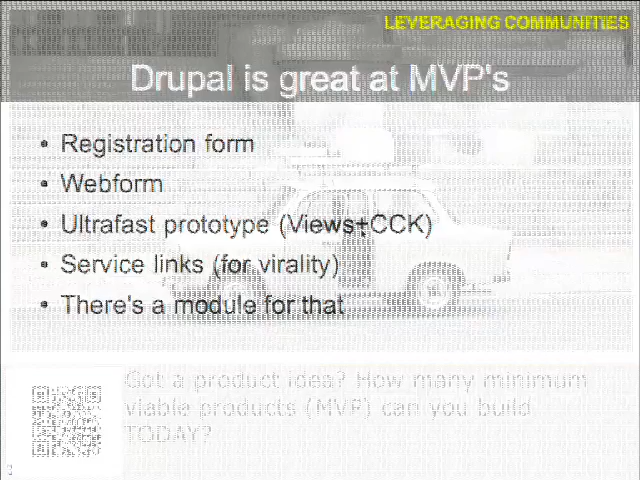 LEVERAGING COMMUNITIES
Drupal is great at MVP's
• Registration form
• Webform
• Ultrafast prototype (Views+CCK)
• Service links (for virality)
• There's a module for that
Got a product idea? How many minimum
viable products (MVP) can you build
TODAY?